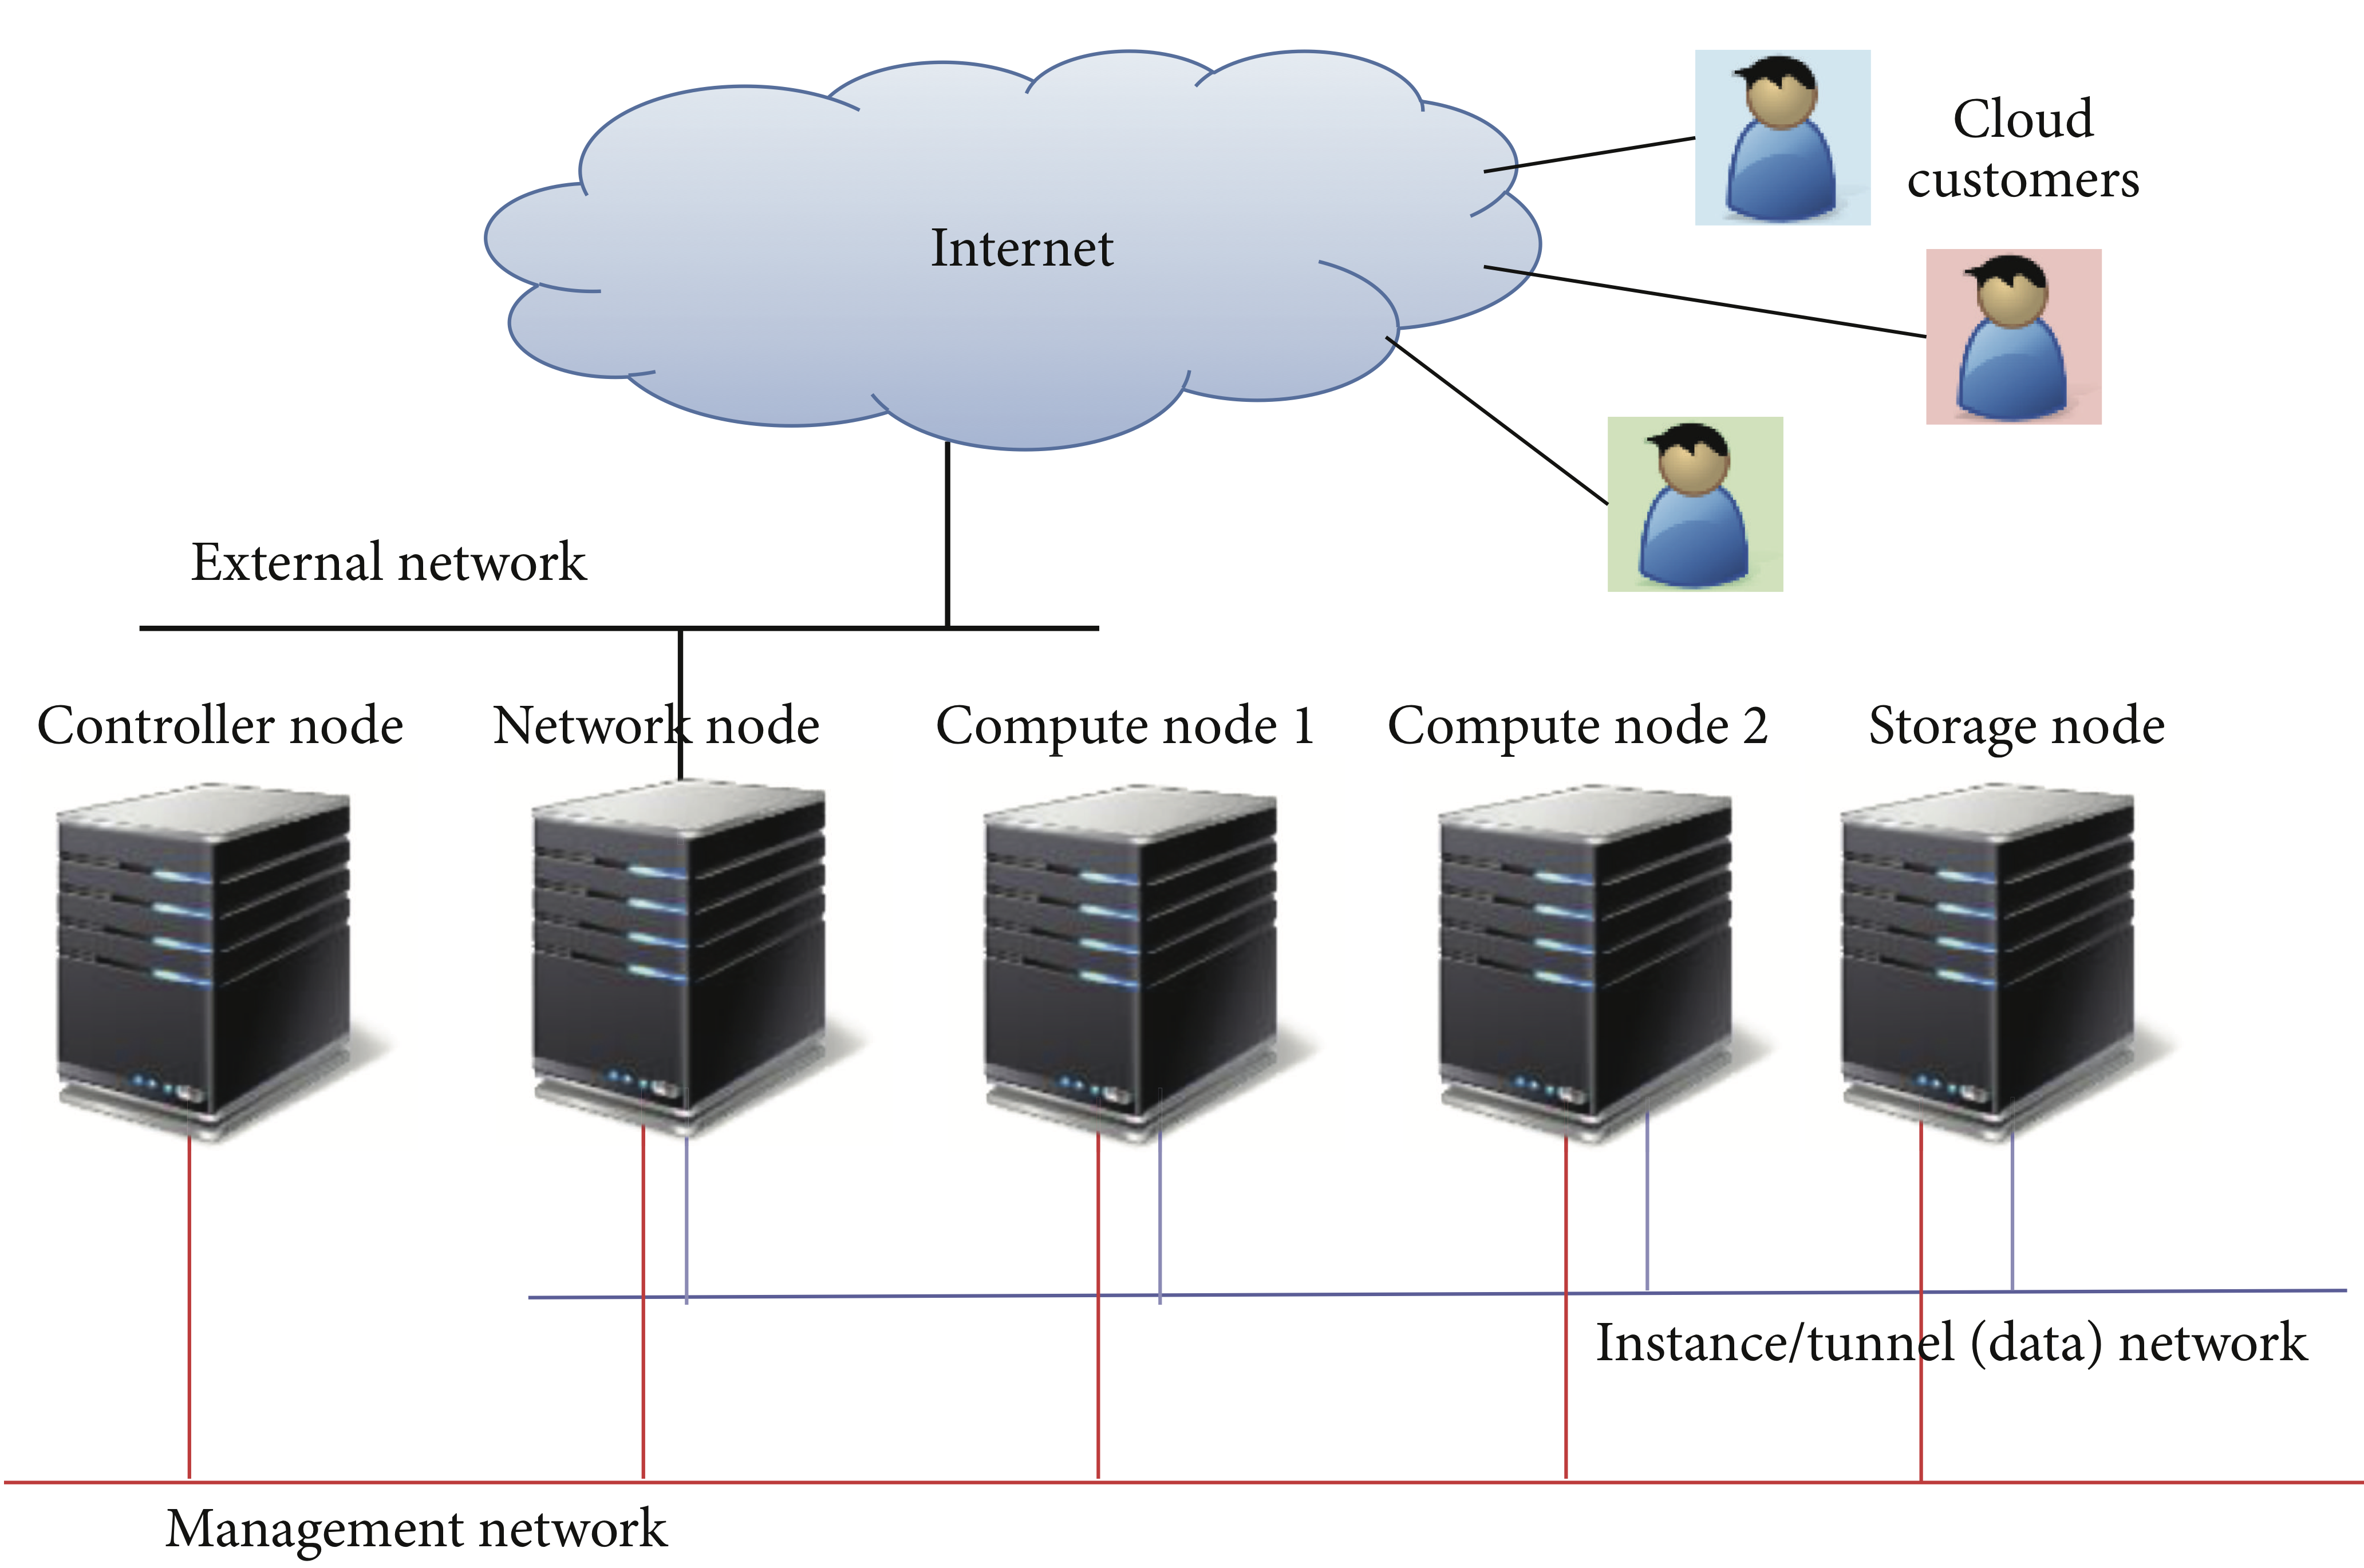 Cloud
customers
Internet
External network
Controller node
Network node
Compute node 1
Compute node 2
Storage node
Instance/tunnel (data) network
Management network